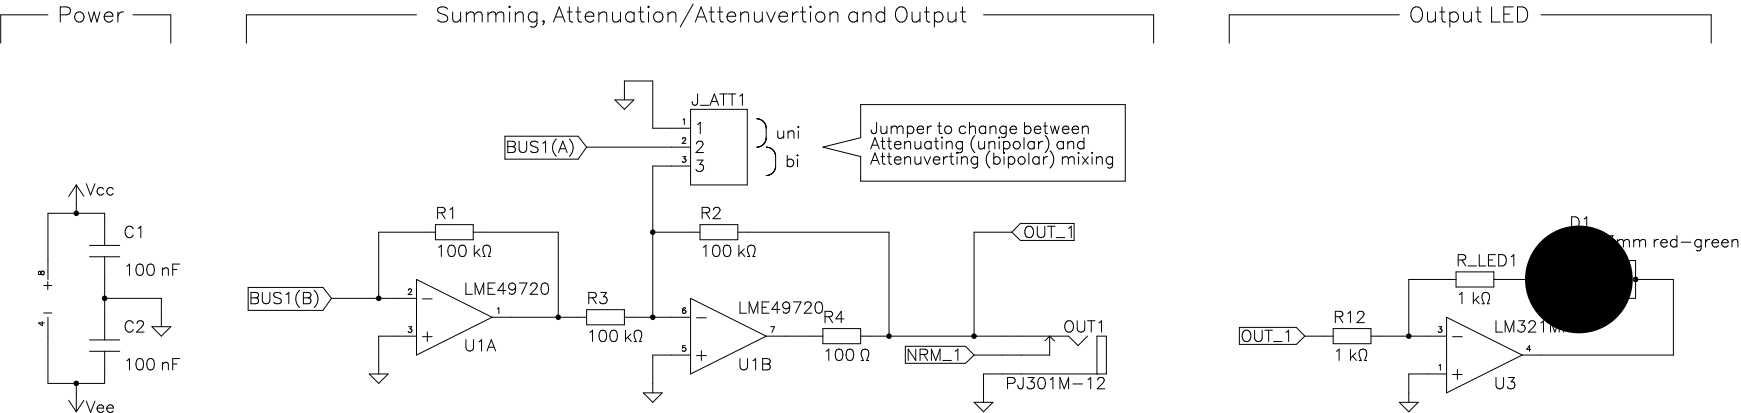 Power
Summing, Attenuation/Attenuvertion and Output
Output LED
J_ATT1
1 1
2 2
3 3
uni
bi
BUS1(A)
Jumper to change between
Attenuating (unipolar) and
Attenuverting (bipolar) mixing
Vcc
C1
100 nF
C2
100 nF
8
+
−
4
Vee
R1
100 kΩ
BUS1(B)
2 −
3 +
1
LME49720
U1A
R3
100 kΩ
R2
100 kΩ
6 −
5 +
7
LME49720
U1B
R4
100 Ω
OUT_1
NRM_1
OUT1
PJ301M-12
D1
mm red-green
R_LED1
1 kΩ
OUT_1
R12
1 kΩ
3 −
1 +
4
LM321M
U3